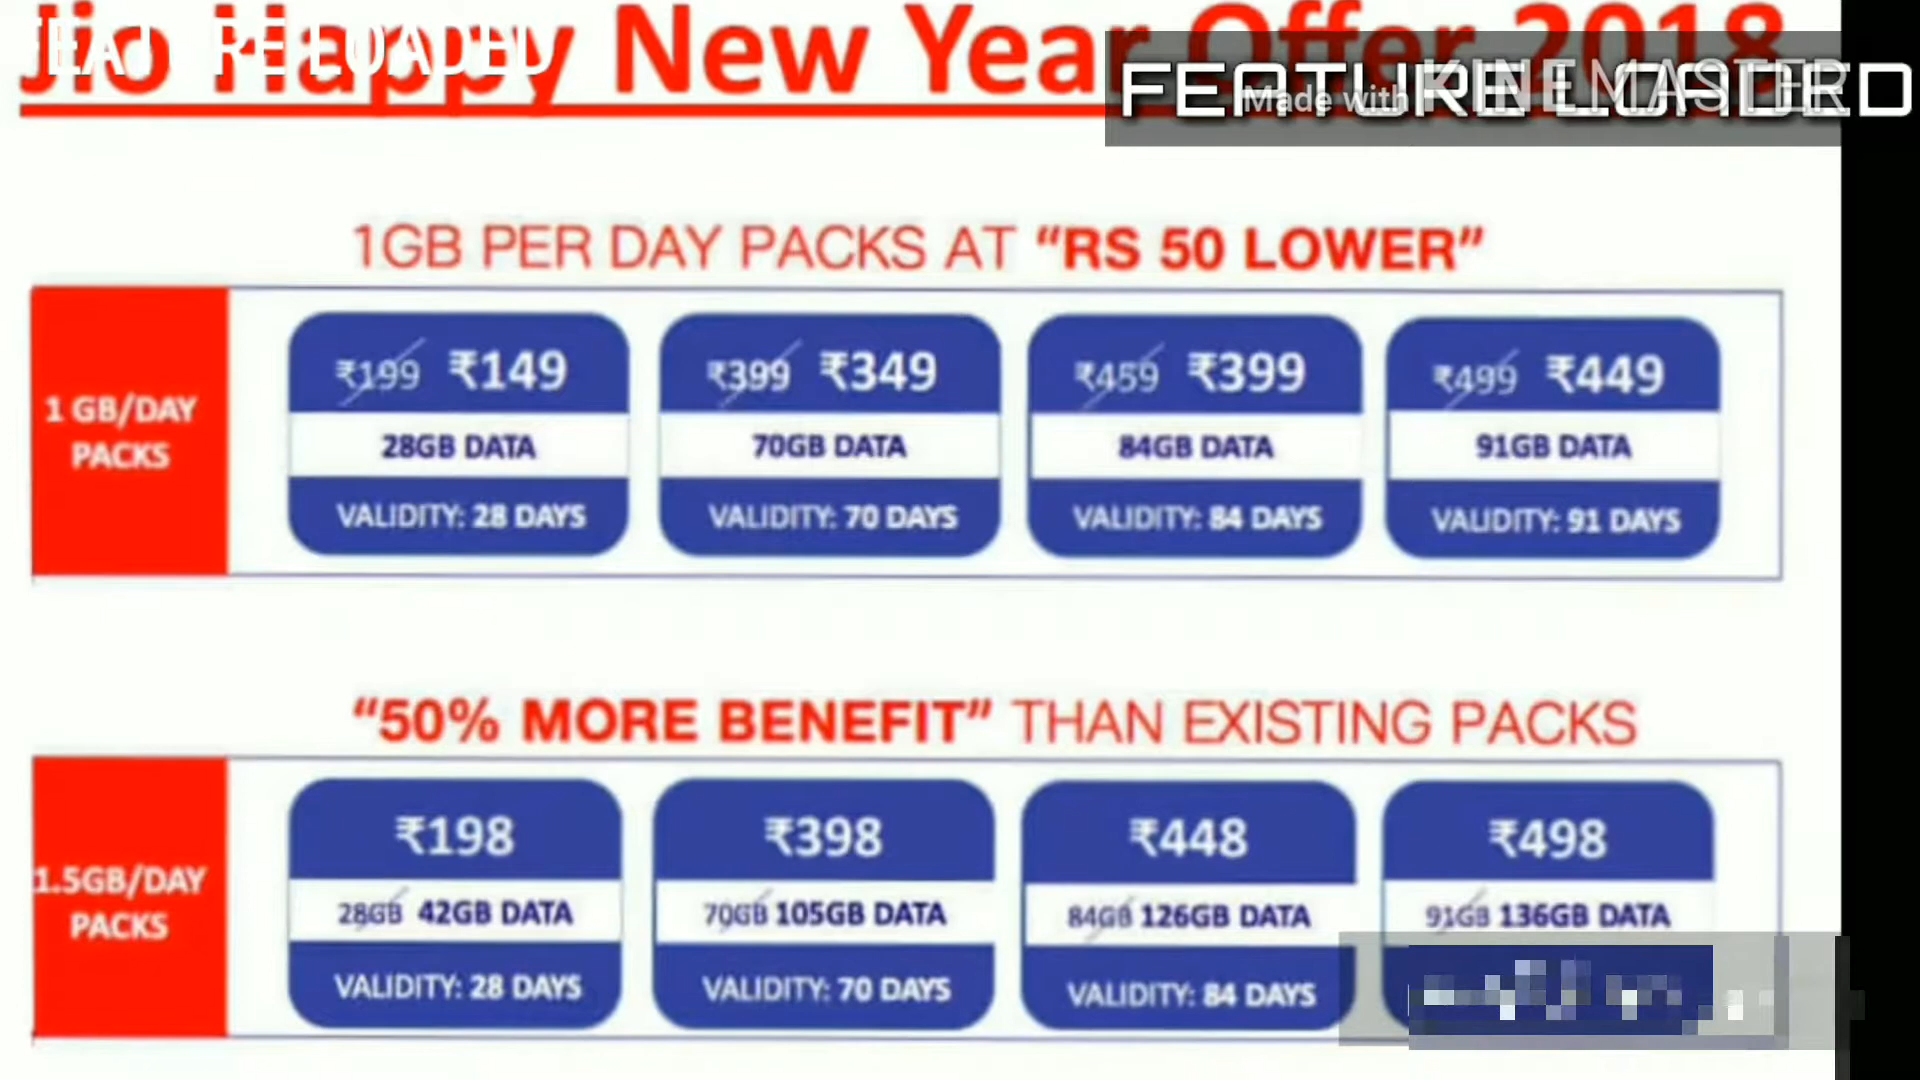 Jio Happy New Year Offer 2018
FEATURE LOADED
FEATURE LOADED
Made with KINEMASTER
1GB PER DAY PACKS AT “RS 50 LOWER”
1 GB/DAY
PACKS
₹199 ₹149
28GB DATA
VALIDITY: 28 DAYS
₹399 ₹349
70GB DATA
VALIDITY: 70 DAYS
₹459 ₹399
84GB DATA
VALIDITY: 84 DAYS
₹499 ₹449
91GB DATA
VALIDITY: 91 DAYS
“50% MORE BENEFIT” THAN EXISTING PACKS
1.5GB/DAY
PACKS
₹198
28GB 42GB DATA
VALIDITY: 28 DAYS
₹398
70GB 105GB DATA
VALIDITY: 70 DAYS
₹448
84GB 126GB DATA
VALIDITY: 84 DAYS
₹498
91GB 136GB DATA